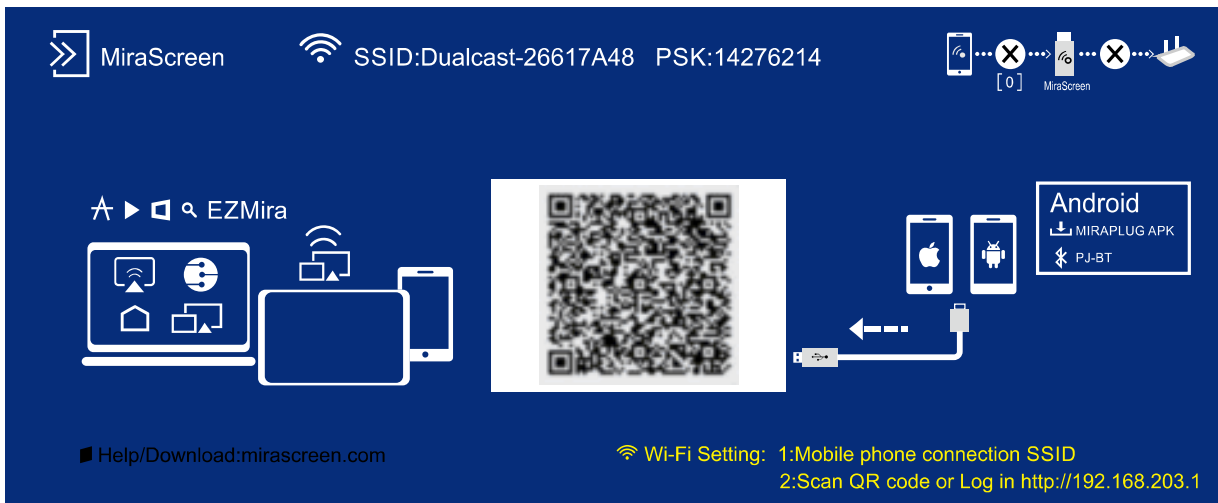 MiraScreen
SSID:Dualcast-26617A48 PSK:14276214
[0]
MiraScreen
EZMira
Android
MIRAPLUG APK
PJ-BT
Help/Download:mirascreen.com
Wi-Fi Setting: 1:Mobile phone connection SSID
2:Scan QR code or Log in http://192.168.203.1